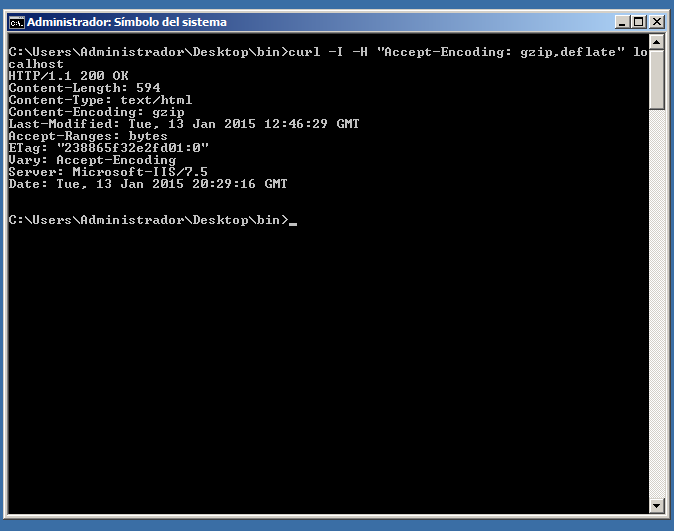 Administrador: Símbolo del sistema
C:\Users\Administrador\Desktop\bin>curl -I -H "Accept-Encoding: gzip,deflate" lo
calhost
HTTP/1.1 200 OK
Content-Length: 594
Content-Type: text/html
Content-Encoding: gzip
Last-Modified: Tue, 13 Jan 2015 12:46:29 GMT
Accept-Ranges: bytes
ETag: "238865f32e2fd01:0"
Vary: Accept-Encoding
Server: Microsoft-IIS/7.5
Date: Tue, 13 Jan 2015 20:29:16 GMT
C:\Users\Administrador\Desktop\bin>